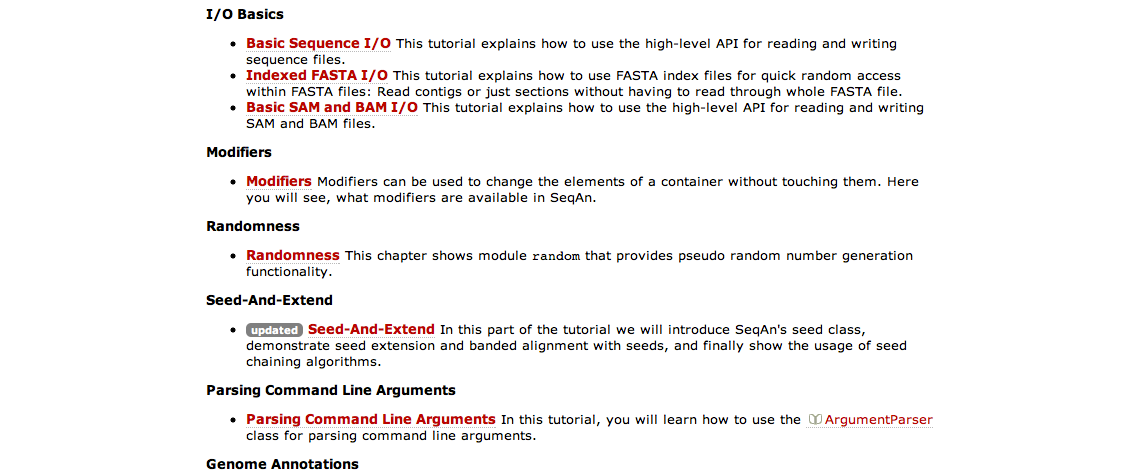 I/O Basics
Basic Sequence I/O This tutorial explains how to use the high-level API for reading and writing
sequence files.
Indexed FASTA I/O This tutorial explains how to use FASTA index files for quick random access
within FASTA files: Read contigs or just sections without having to read through whole FASTA file.
Basic SAM and BAM I/O This tutorial explains how to use the high-level API for reading and writing
SAM and BAM files.
Modifiers
Modifiers Modifiers can be used to change the elements of a container without touching them. Here
you will see, what modifiers are available in SeqAn.
Randomness
Randomness This chapter shows module random that provides pseudo random number generation
functionality.
Seed-And-Extend
updated Seed-And-Extend In this part of the tutorial we will introduce SeqAn's seed class,
demonstrate seed extension and banded alignment with seeds, and finally show the usage of seed
chaining algorithms.
Parsing Command Line Arguments
Parsing Command Line Arguments In this tutorial, you will learn how to use the ArgumentParser
class for parsing command line arguments.
Genome Annotations